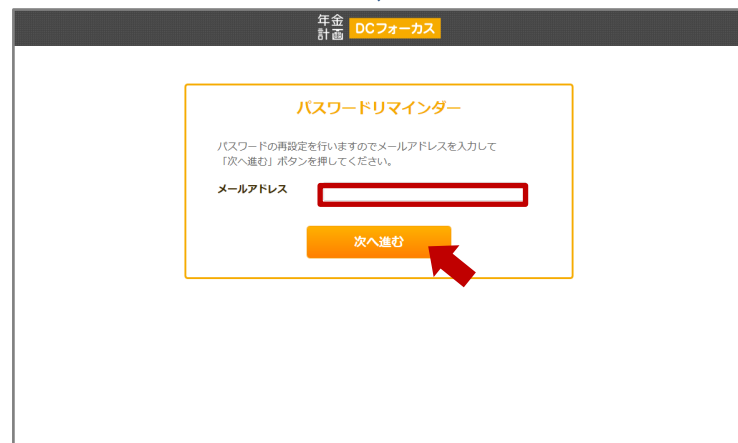 年金
計画 DCフォーカス
パスワードリマインダー
パスワードの再設定を行いますのでメールアドレスを入力して
「次へ進む」ボタンを押してください。
メールアドレス
次へ進む